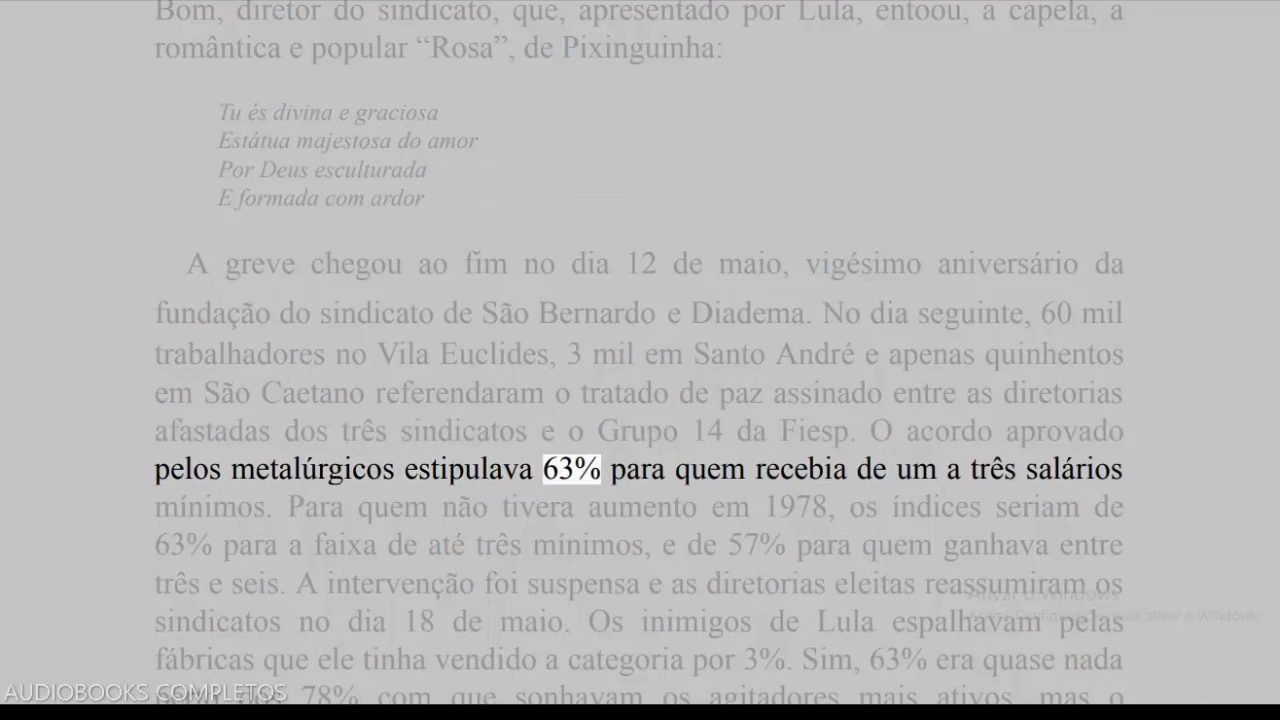 Bom, diretor do sindicato, que, apresentado por Lula, entoou, a capela, a
romântica e popular “Rosa”, de Pixinguinha:
Tu és divina e graciosa
Estátua majestosa do amor
Por Deus esculturada
E formada com ardor
A greve chegou ao fim no dia 12 de maio, vigésimo aniversário da
fundação do sindicato de São Bernardo e Diadema. No dia seguinte, 60 mil
trabalhadores no Vila Euclides, 3 mil em Santo André e apenas quinhentos
em São Caetano referendaram o tratado de paz assinado entre as diretorias
afastadas dos três sindicatos e o Grupo 14 da Fiesp. O acordo aprovado
pelos metalúrgicos estipulava 63% para quem recebia de um a três salários
mínimos. Para quem não tivera aumento em 1978, os índices seriam de
63% para a faixa de até três mínimos, e de 57% para quem ganhava entre
três e seis. A intervenção foi suspensa e as diretorias eleitas reassumiram os
Ativar o Windows
sindicatos no dia 18 de maio. Os inimigos de Lula espalhavam pelas
para ativar o Windows.
fábricas que ele tinha vendido a categoria por 3%. Sim, 63% era quase nada
78% com que sonhavam os agitadores mais ativos, mas o
AUDIOBOOKS COMPLETOS